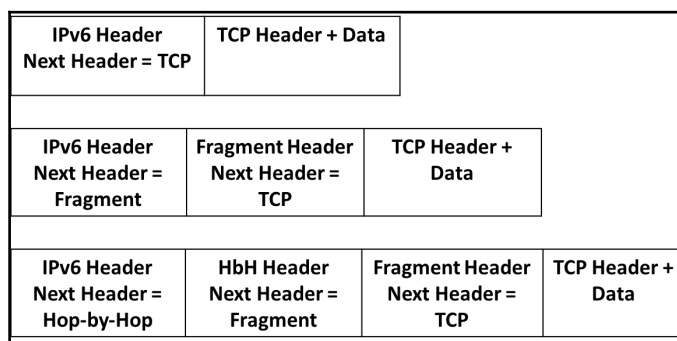 IPv6 Header
Next Header = TCP
TCP Header + Data
IPv6 Header
Next Header =
Fragment
Fragment Header
Next Header =
TCP
TCP Header +
Data
IPv6 Header
Next Header =
Hop-by-Hop
HbH Header
Next Header =
Fragment
Fragment Header
Next Header =
TCP
TCP Header +
Data